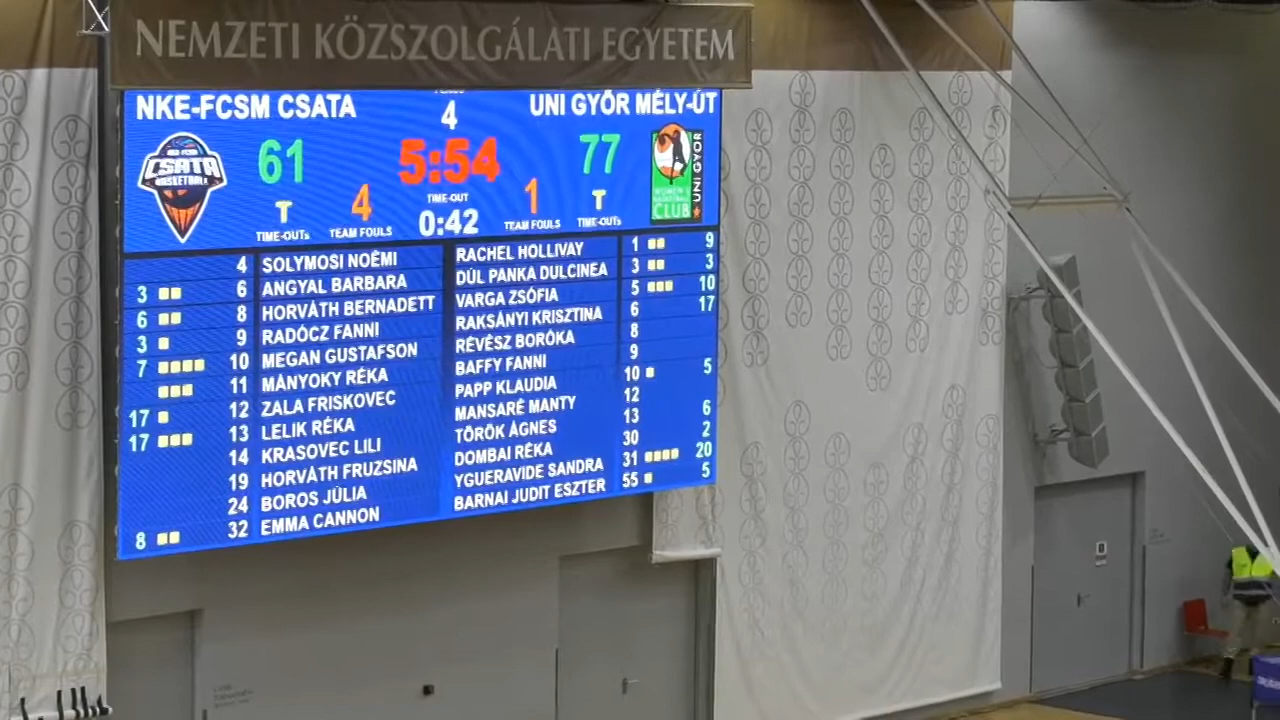 NEMZETI KÖZSZOLGÁLATI EGYETEM
NKE-FCSM CSATA 4 UNI GYŐR MÉLY-ÚT
CSATA
BASKETBALL
61 5:54 77
UNI GYŐR
CLUB
T 4 TIME-OUT 1 T
TIME-OUTs TEAM FOULS 0:42 TEAM FOULS TIME-OUTs
4 SOLYMOSI NOÉMI RACHEL HOLLIVAY 1 9
3 6 ANGYAL BARBARA DÚL PANKA DULCINEA 3 3
6 8 HORVÁTH BERNADETT VARGA ZSÓFIA 5 10
3 9 RADÓCZ FANNI RAKSÁNYI KRISZTINA 6 17
7 10 MEGAN GUSTAFSON RÉVÉSZ BORÓKA 8
11 MÁNYOKY RÉKA BAFFY FANNI 9
17 12 ZALA FRISKOVEC PAPP KLAUDIA 10 5
17 13 LELIK RÉKA MANSARÉ MANTY 12
14 KRASOVEC LILI TÖRÖK ÁGNES 13 6
19 HORVÁTH FRUZSINA DOMBAI RÉKA 30 2
24 BOROS JÚLIA YGUERAVIDE SANDRA 31 20
8 32 EMMA CANNON BARNAI JUDIT ESZTER 55 5